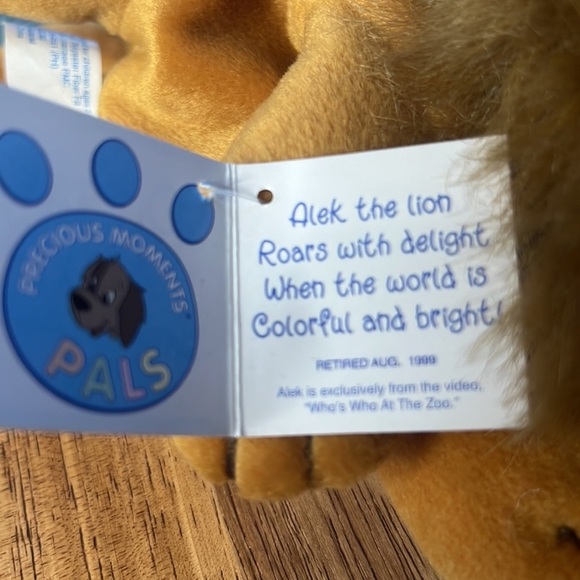 PRECIOUS MOMENTS
PALS
Alek the lion
Roars with delight
When the world is
Colorful and bright!
RETIRED AUG. 1999
Alek is exclusively from the video,
"Who's Who At The Zoo."